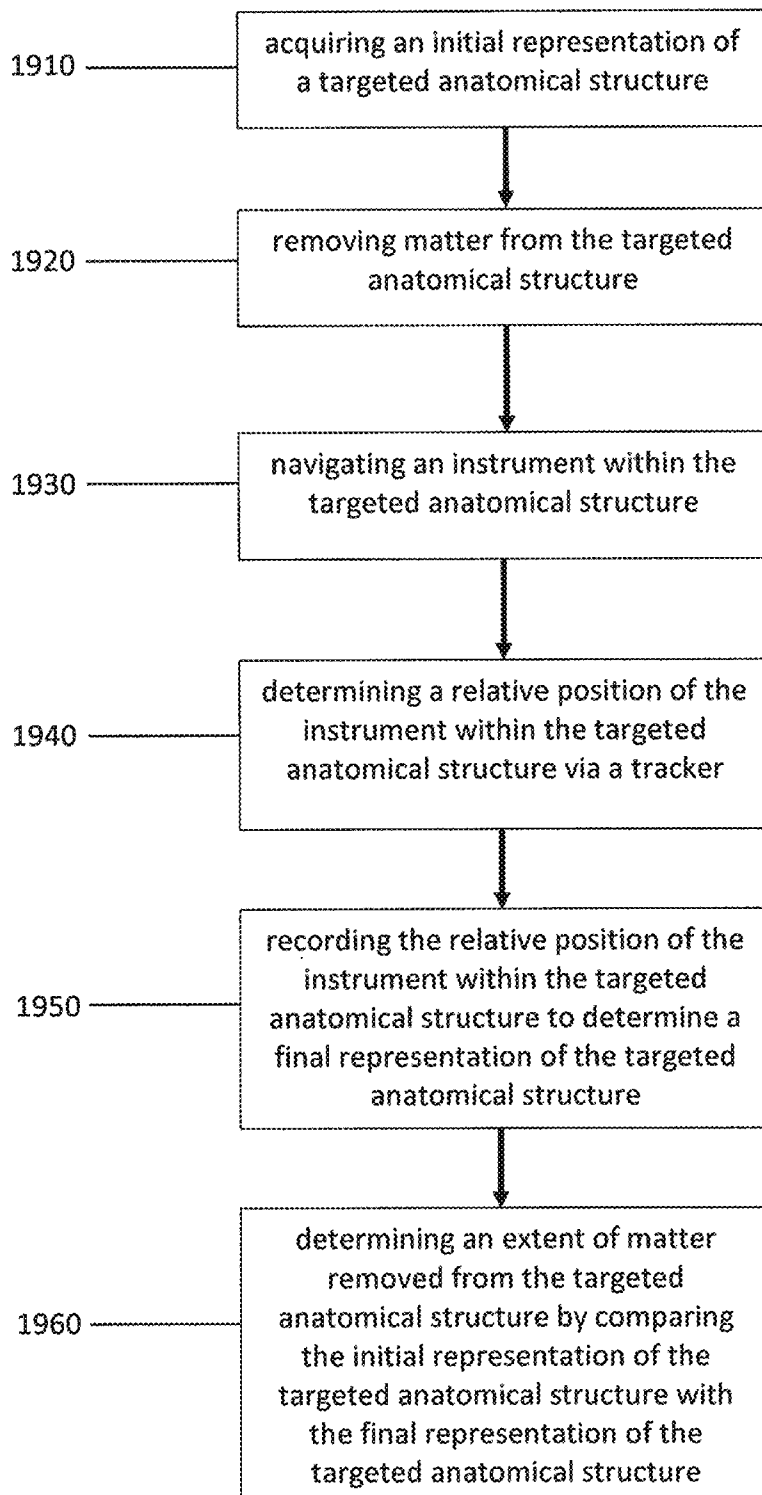 1910
acquiring an initial representation of
a targeted anatomical structure
1920
removing matter from the targeted
anatomical structure
1930
navigating an instrument within the
targeted anatomical structure
1940
determining a relative position of the
instrument within the targeted
anatomical structure via a tracker
1950
recording the relative position of the
instrument within the targeted
anatomical structure to determine a
final representation of the targeted
anatomical structure
1960
determining an extent of matter
removed from the targeted
anatomical structure by comparing
the initial representation of the
targeted anatomical structure with
the final representation of the
targeted anatomical structure